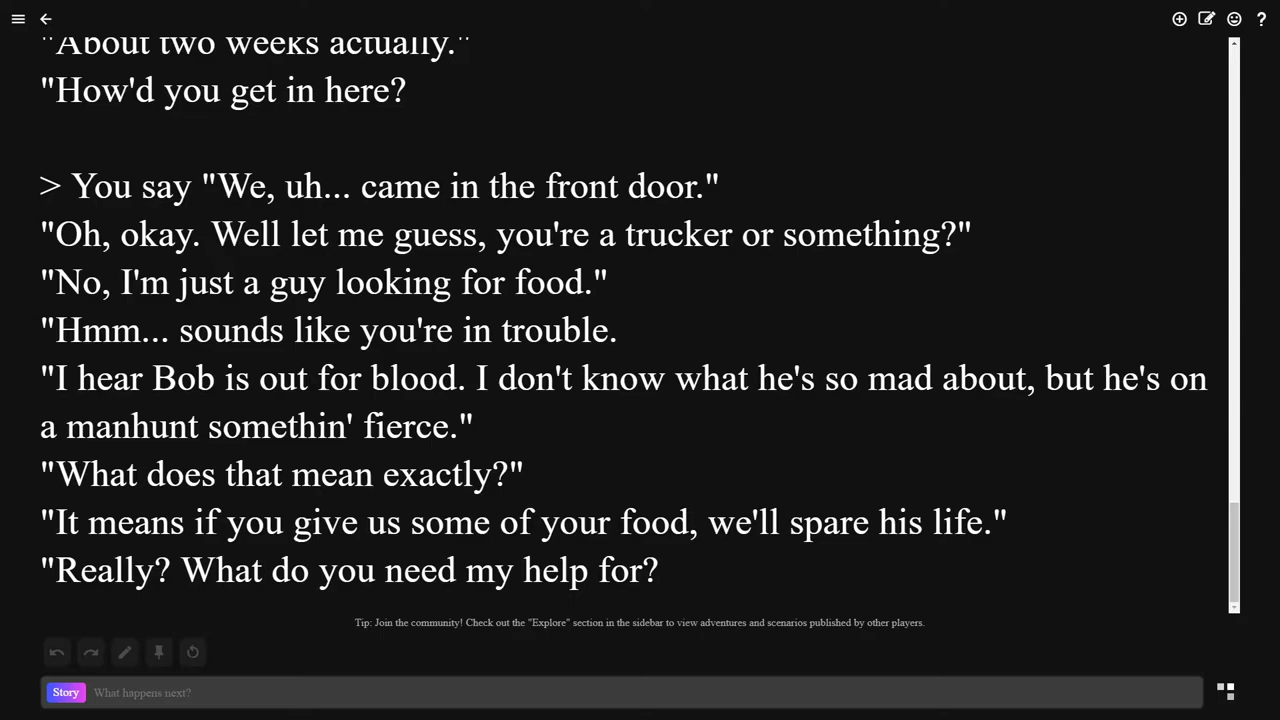 "About two weeks actually."
"How'd you get in here?
> You say "We, uh... came in the front door."
"Oh, okay. Well let me guess, you're a trucker or something?"
"No, I'm just a guy looking for food."
"Hmm... sounds like you're in trouble.
"I hear Bob is out for blood. I don't know what he's so mad about, but he's on
a manhunt somethin' fierce."
"What does that mean exactly?"
"It means if you give us some of your food, we'll spare his life."
"Really? What do you need my help for?
Tip: Join the community! Check out the "Explore" section in the sidebar to view adventures and scenarios published by other players.
Story What happens next?